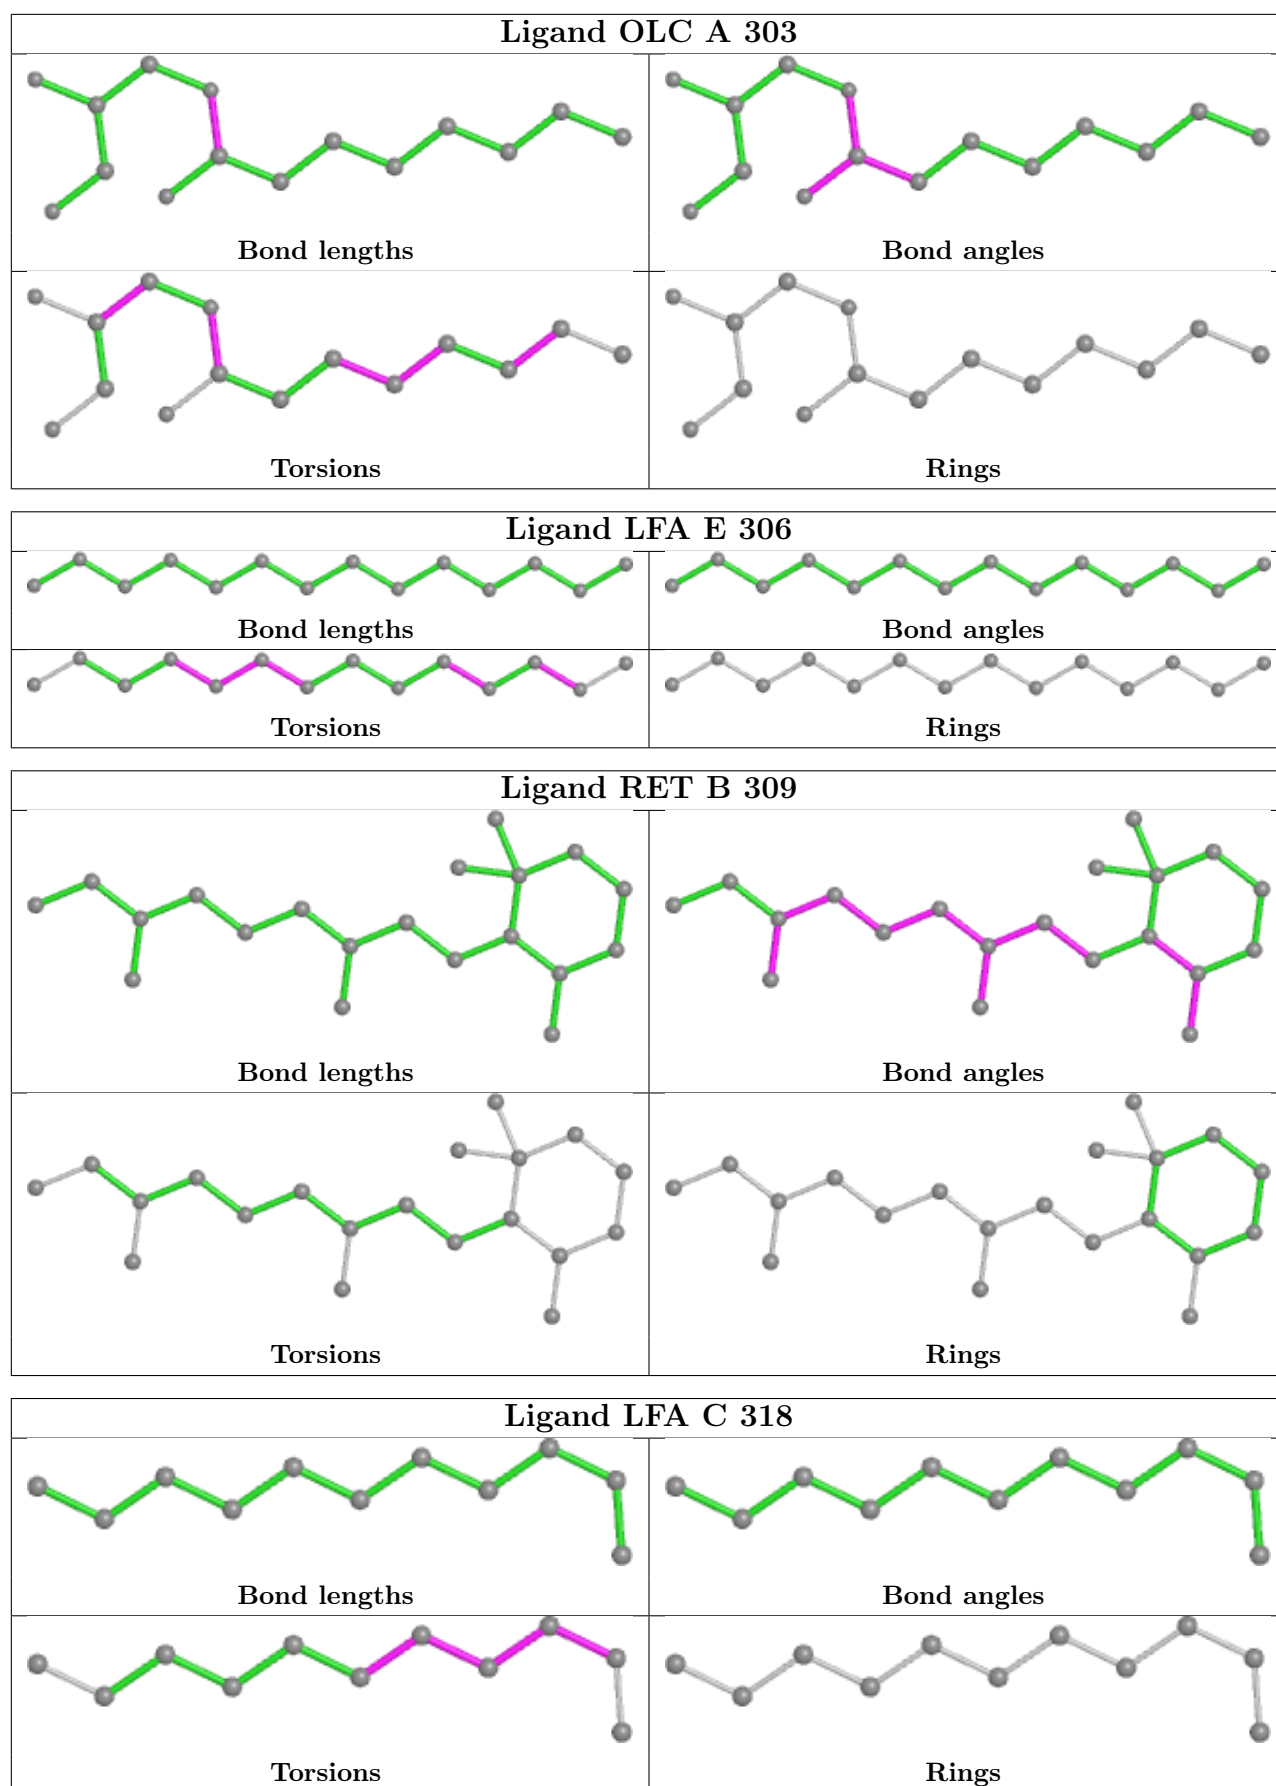 Ligand OLC A 303
Bond lengths
Bond angles
Torsions
Rings
Ligand LFA E 306
Bond lengths
Bond angles
Torsions
Rings
Ligand RET B 309
Bond lengths
Bond angles
Torsions
Rings
Ligand LFA C 318
Bond lengths
Bond angles
Torsions
Rings